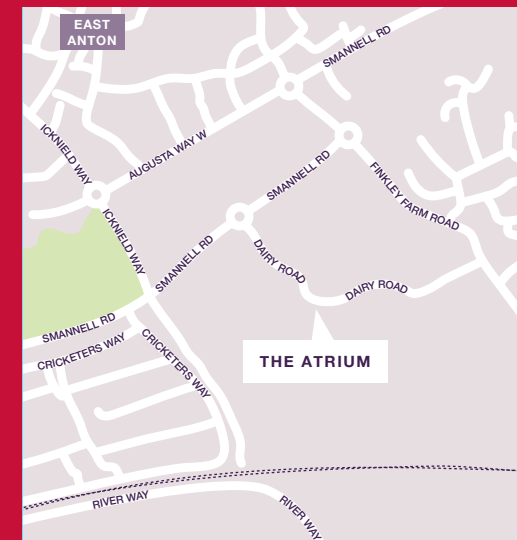 EAST
ANTON
SMANNELL RD
ICKNIELD WAY
AUGUSTA WAY W
SMANNELL RD
FINKLEY FARM ROAD
ICKNIELD WAY
SMANNELL RD
DAIRY ROAD
DAIRY ROAD
SMANNELL RD
CRICKETERS WAY
CRICKETERS WAY
THE ATRIUM
RIVER WAY
RIVER WAY